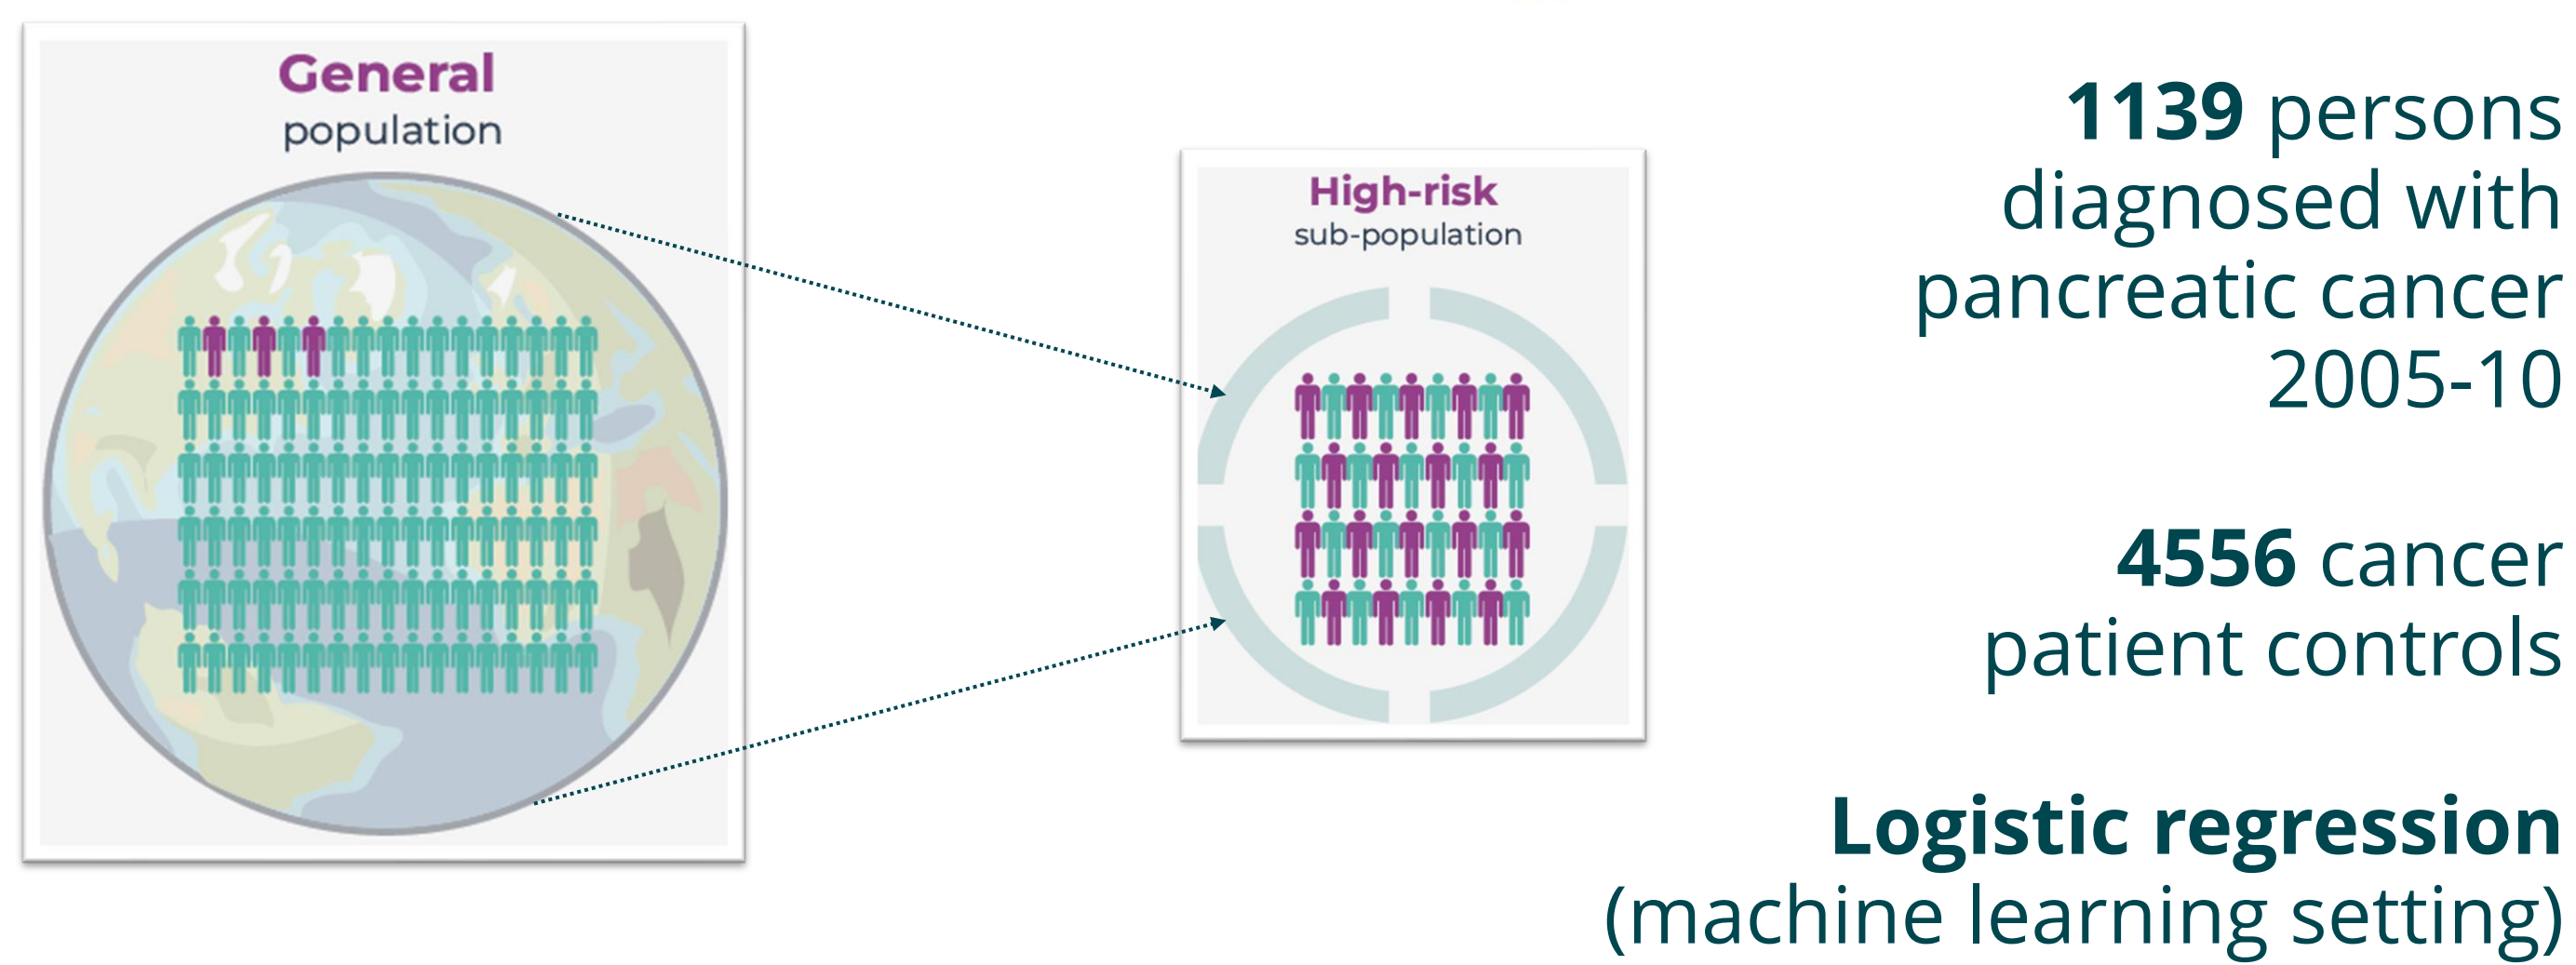 General
population
High-risk
sub-population
1139 persons
diagnosed with
pancreatic cancer
2005-10
4556 cancer
patient controls
Logistic regression
(machine learning setting)